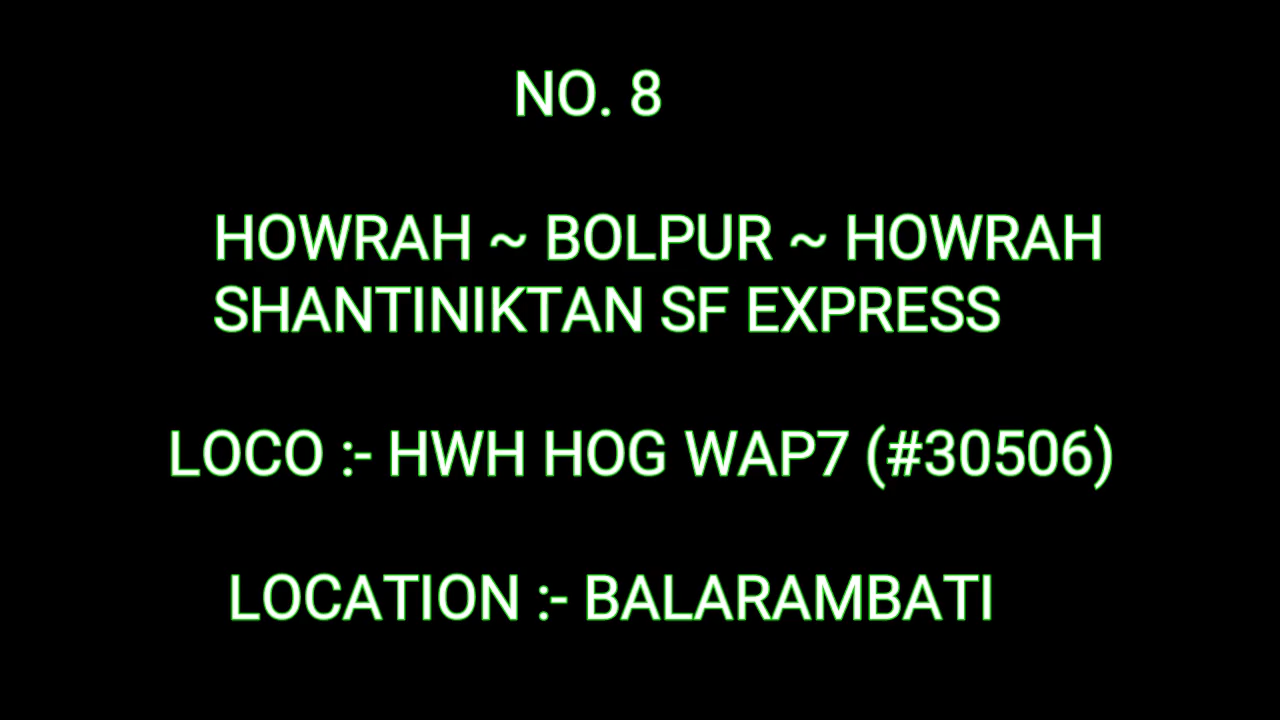 NO. 8
HOWRAH ~ BOLPUR ~ HOWRAH
SHANTINIKTAN SF EXPRESS
LOCO :- HWH HOG WAP7 (#30506)
LOCATION :- BALARAMBATI